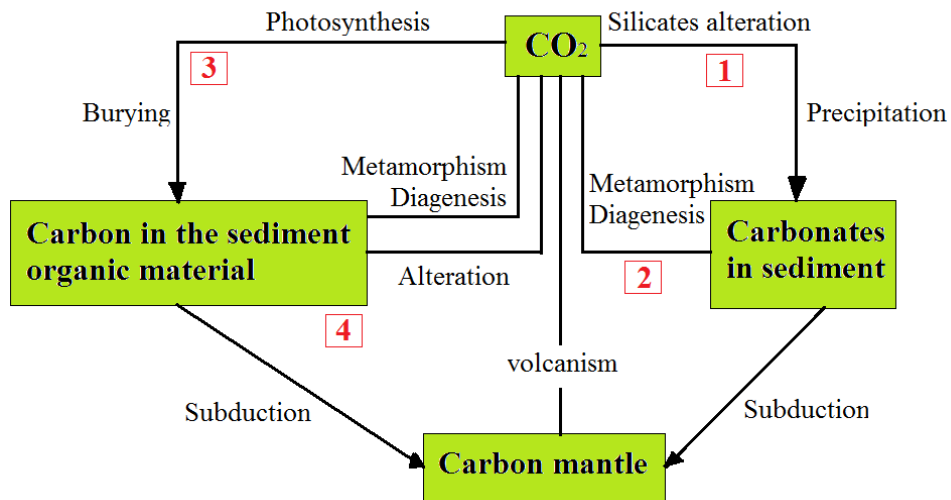 Photosynthesis
CO₂
Silicates alteration
3
1
Burying
Precipitation
Metamorphism
Diagenesis
Metamorphism
Diagenesis
Carbon in the sediment
organic material
Carbonates
in sediment
Alteration
2
4
volcanism
Subduction
Subduction
Carbon mantle